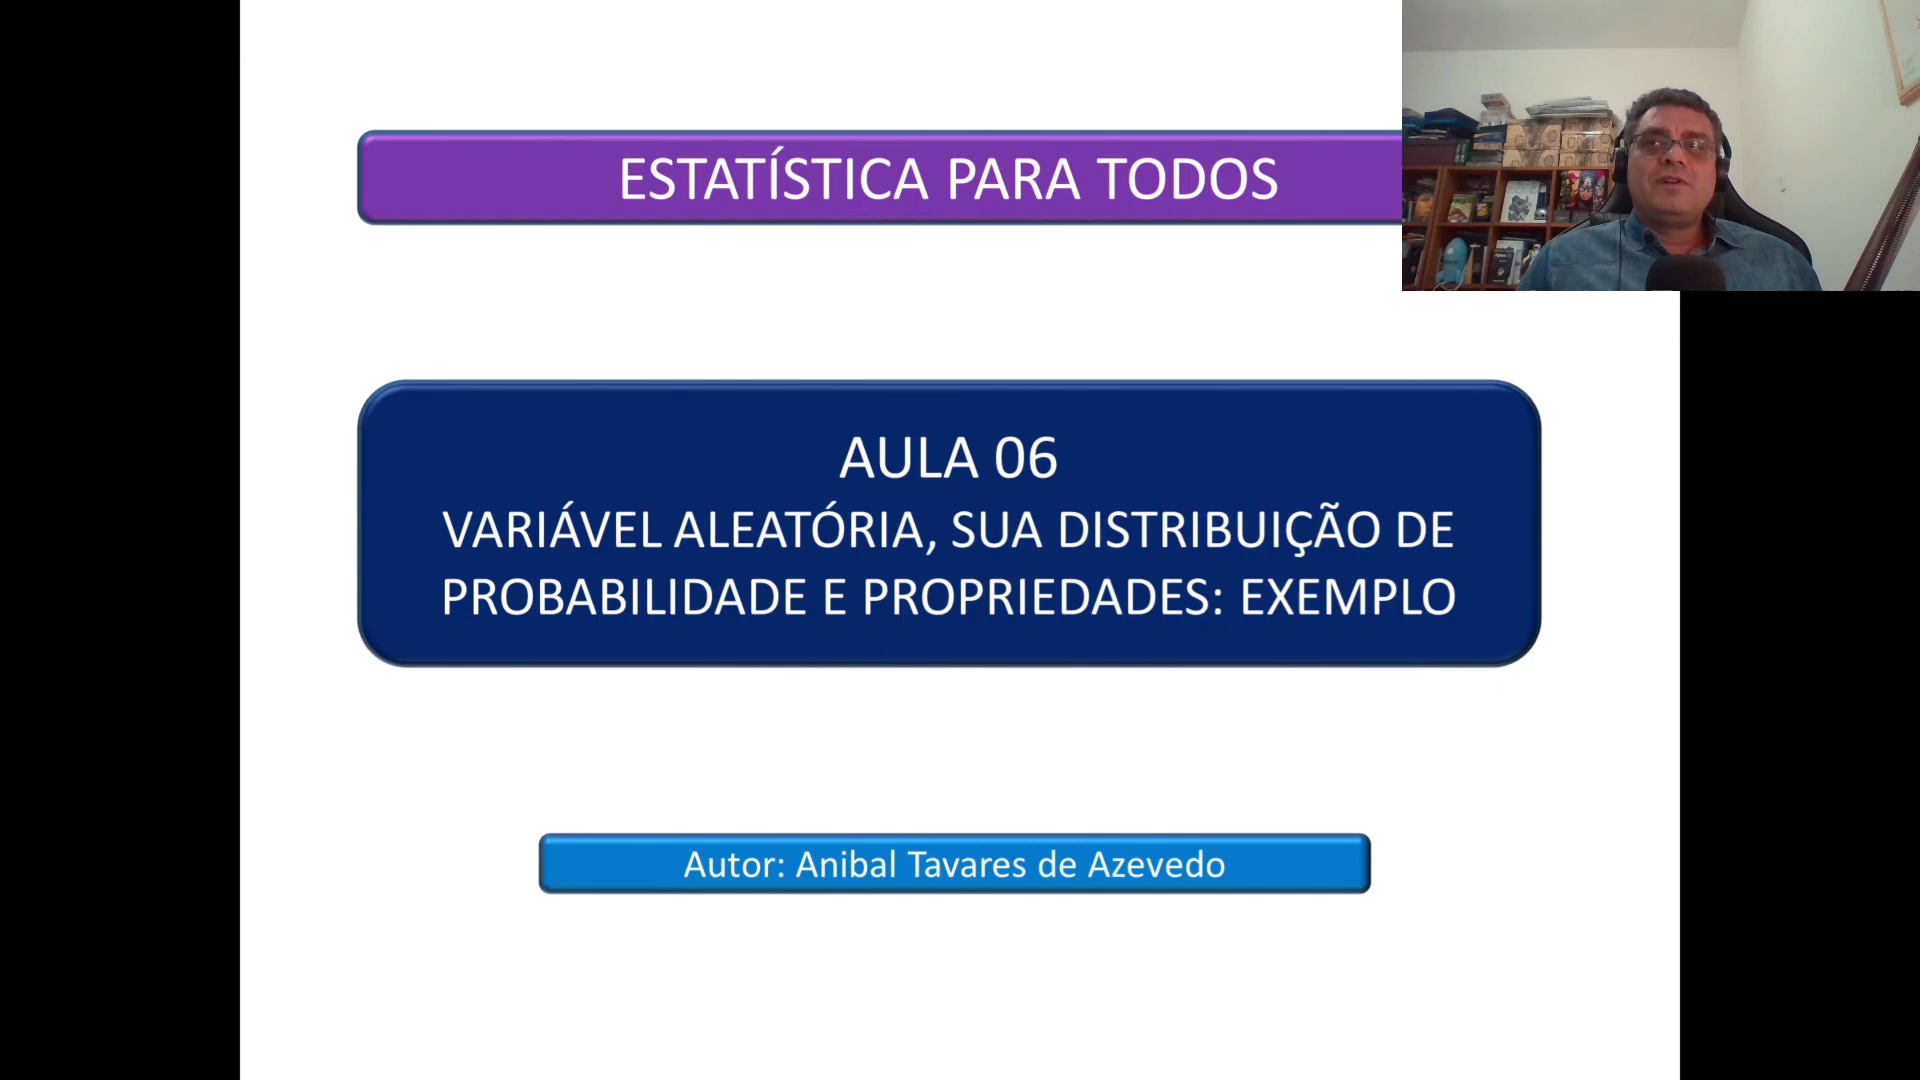 ESTATÍSTICA PARA TODOS
AULA 06
VARIÁVEL ALEATÓRIA, SUA DISTRIBUIÇÃO DE
PROBABILIDADE E PROPRIEDADES: EXEMPLO
Autor: Anibal Tavares de Azevedo